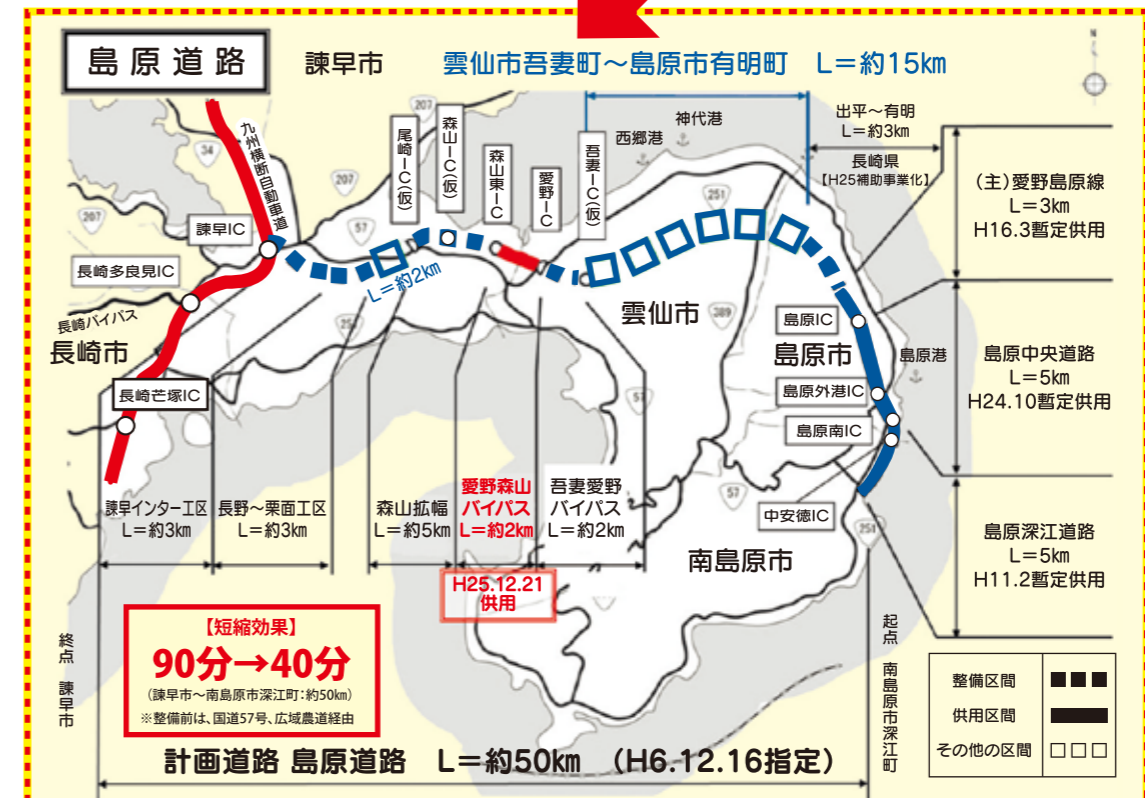 島原道路
諫早市
雲仙市吾妻町～島原市有明町 L＝約15km
N
出平～有明
L＝約3km
長崎県
【H25補助事業化】
神代港
西郷港
207
34
207
207
57
251
251
389
57
57
251
九州横断自動車道
尾崎IC(仮)
森山IC(仮)
森山東IC
愛野IC
吾妻IC(仮)
諫早IC
長崎多良見IC
長崎バイパス
長崎市
長崎芒塚IC
L＝約2km
雲仙市
島原市
島原IC
島原港
島原外港IC
島原南IC
中安徳IC
南島原市
(主)愛野島原線
L＝3km
H16.3暫定供用
島原中央道路
L＝5km
H24.10暫定供用
島原深江道路
L＝5km
H11.2暫定供用
諫早インター工区
L＝約3km
長野～栗面工区
L＝約3km
森山拡幅
L＝約5km
愛野森山
バイパス
L＝約2km
吾妻愛野
バイパス
L＝約2km
H25.12.21
供用
【短縮効果】
90分→40分
(諫早市～南島原市深江町：約50km)
※整備前は、国道57号、広域農道経由
終点 諫早市
起点 南島原市深江町
整備区間
供用区間
その他の区間
計画道路 島原道路 L＝約50km （H6.12.16指定）